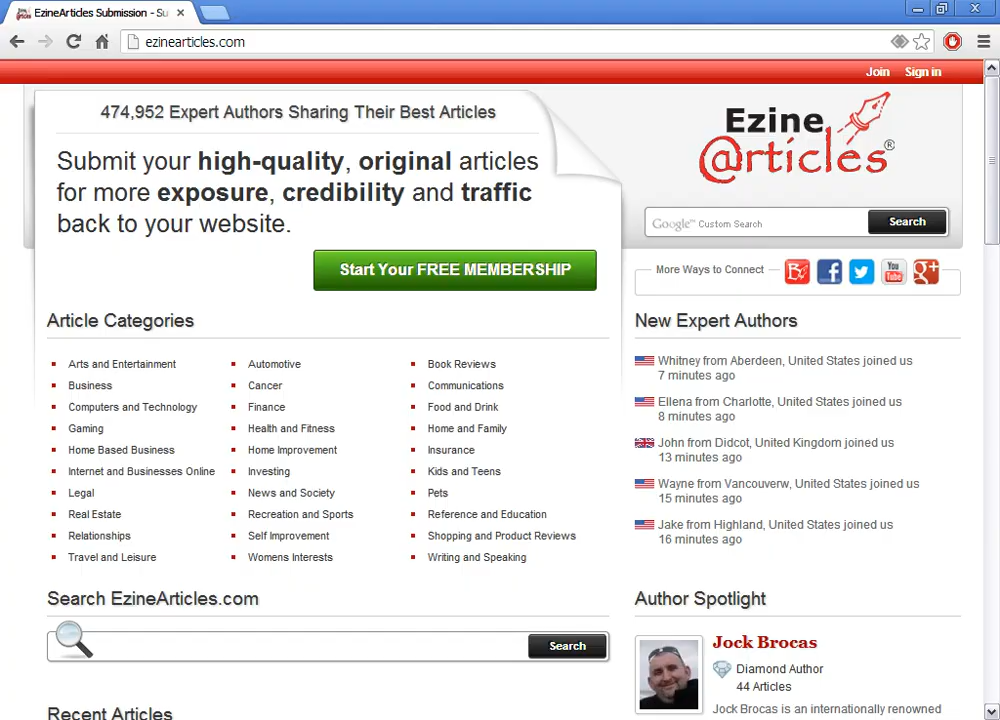 EzineArticles Submission - Su
ezinearticles.com
Join Sign in
474,952 Expert Authors Sharing Their Best Articles
Submit your high-quality, original articles
for more exposure, credibility and traffic
back to your website.
Start Your FREE MEMBERSHIP
Ezine
@rticles®
Google™ Custom Search Search
More Ways to Connect
You
Tube
Article Categories
Arts and Entertainment
Business
Computers and Technology
Gaming
Home Based Business
Internet and Businesses Online
Legal
Real Estate
Relationships
Travel and Leisure
Automotive
Cancer
Finance
Health and Fitness
Home Improvement
Investing
News and Society
Recreation and Sports
Self Improvement
Womens Interests
Book Reviews
Communications
Food and Drink
Home and Family
Insurance
Kids and Teens
Pets
Reference and Education
Shopping and Product Reviews
Writing and Speaking
New Expert Authors
Whitney from Aberdeen, United States joined us
7 minutes ago
Ellena from Charlotte, United States joined us
8 minutes ago
John from Didcot, United Kingdom joined us
13 minutes ago
Wayne from Vancouverw, United States joined us
15 minutes ago
Jake from Highland, United States joined us
16 minutes ago
Search EzineArticles.com
Search
Author Spotlight
Jock Brocas
Diamond Author
44 Articles
Jock Brocas is an internationally renowned
Recent Articles